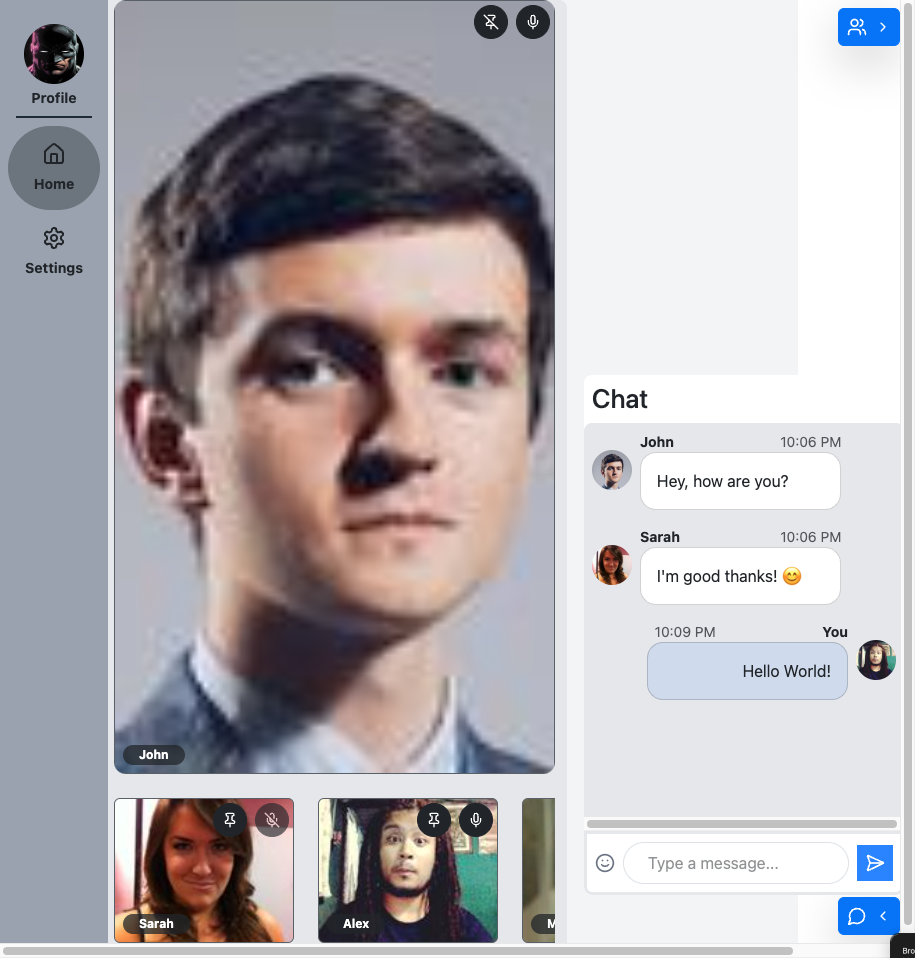 Profile
Home
Settings
John
Sarah
Alex
Chat
John 10:06 PM
Hey, how are you?
Sarah 10:06 PM
I'm good thanks! 😊
10:09 PM You
Hello World!
Type a message...